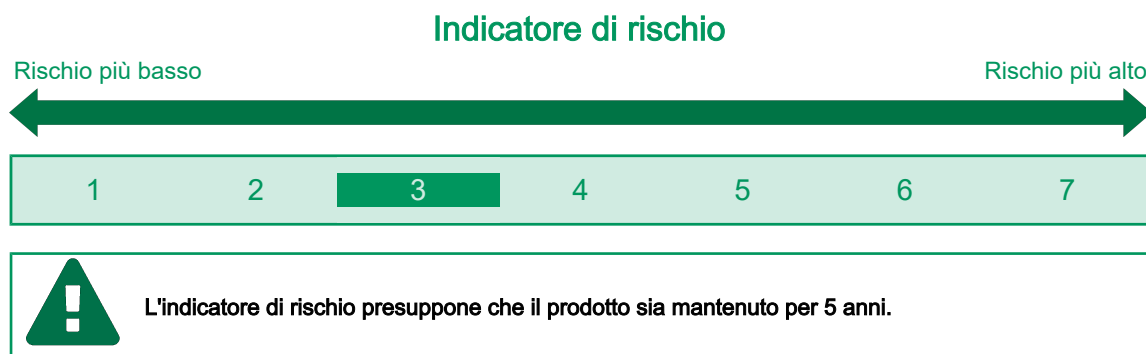 Indicatore di rischio
Rischio più basso Rischio più alto
1 2 3 4 5 6 7
L'indicatore di rischio presuppone che il prodotto sia mantenuto per 5 anni.